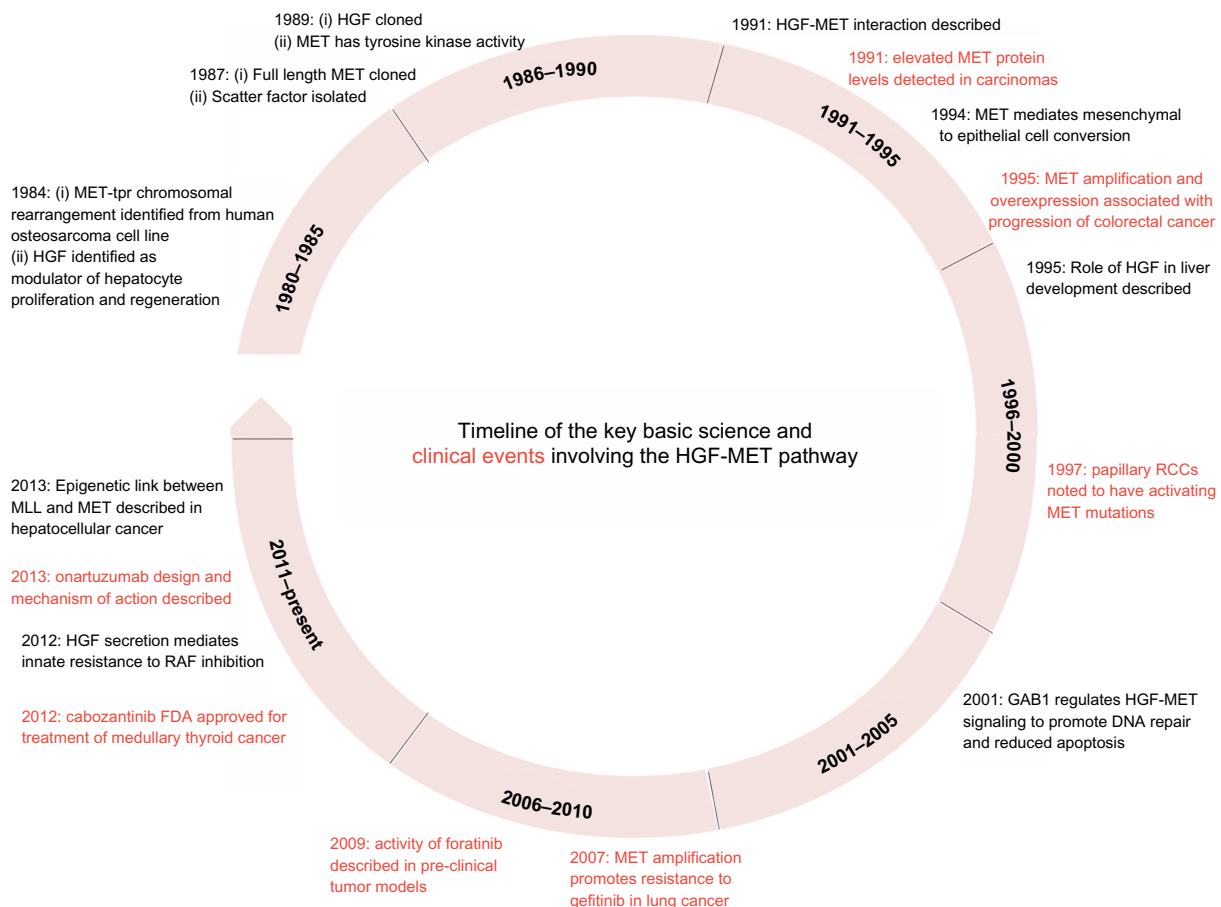 1989: (i) HGF cloned
(ii) MET has tyrosine kinase activity
1987: (i) Full length MET cloned
(ii) Scatter factor isolated
1984: (i) MET-tpr chromosomal
rearrangement identified from human
osteosarcoma cell line
(ii) HGF identified as
modulator of hepatocyte
proliferation and regeneration
1980–1985
1986–1990
1991: HGF-MET interaction described
1991: elevated MET protein
levels detected in carcinomas
1991–1995
1994: MET mediates mesenchymal
to epithelial cell conversion
1995: MET amplification and
overexpression associated with
progression of colorectal cancer
1995: Role of HGF in liver
development described
1996–2000
1997: papillary RCCs
noted to have activating
MET mutations
Timeline of the key basic science and
clinical events involving the HGF-MET pathway
2001: GAB1 regulates HGF-MET
signaling to promote DNA repair
and reduced apoptosis
2001–2005
2007: MET amplification
promotes resistance to
gefitinib in lung cancer
2006–2010
2009: activity of foratinib
described in pre-clinical
tumor models
2011–present
2013: Epigenetic link between
MLL and MET described in
hepatocellular cancer
2013: onartuzumab design and
mechanism of action described
2012: HGF secretion mediates
innate resistance to RAF inhibition
2012: cabozantinib FDA approved for
treatment of medullary thyroid cancer